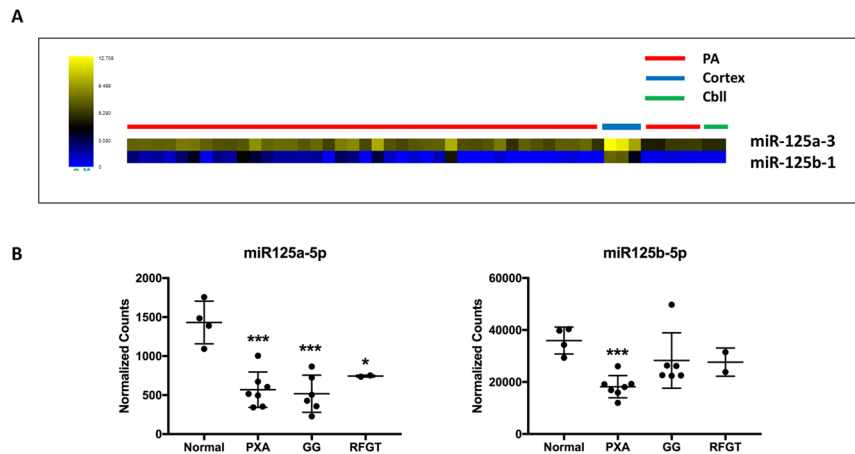 A
12.708
9.490
6.290
3.080
0
PA
Cortex
Cbll
miR-125a-3
miR-125b-1
B
miR125a-5p
miR125b-5p
Normalized Counts
2000
1500
1000
500
0
***
***
*
Normal PXA GG RFGT
Normalized Counts
60000
40000
20000
0
***
Normal PXA GG RFGT